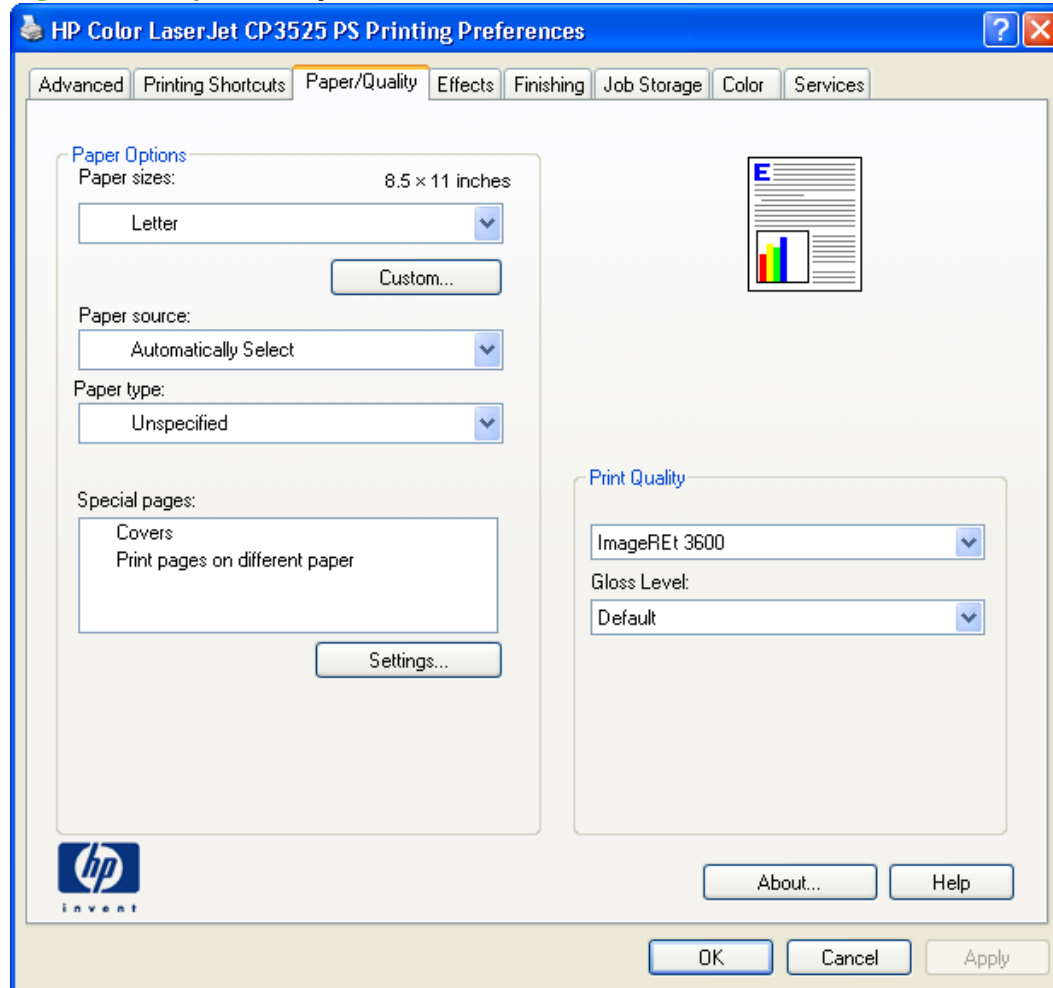 HP Color LaserJet CP3525 PS Printing Preferences
Advanced Printing Shortcuts Paper/Quality Effects Finishing Job Storage Color Services
Paper Options
Paper sizes: 8.5 × 11 inches
Letter
Custom...
Paper source:
Automatically Select
Paper type:
Unspecified
Special pages:
Covers
Print pages on different paper
Settings...
E
Print Quality
ImageREt 3600
Gloss Level:
Default
hp
invent
About... Help
OK Cancel Apply